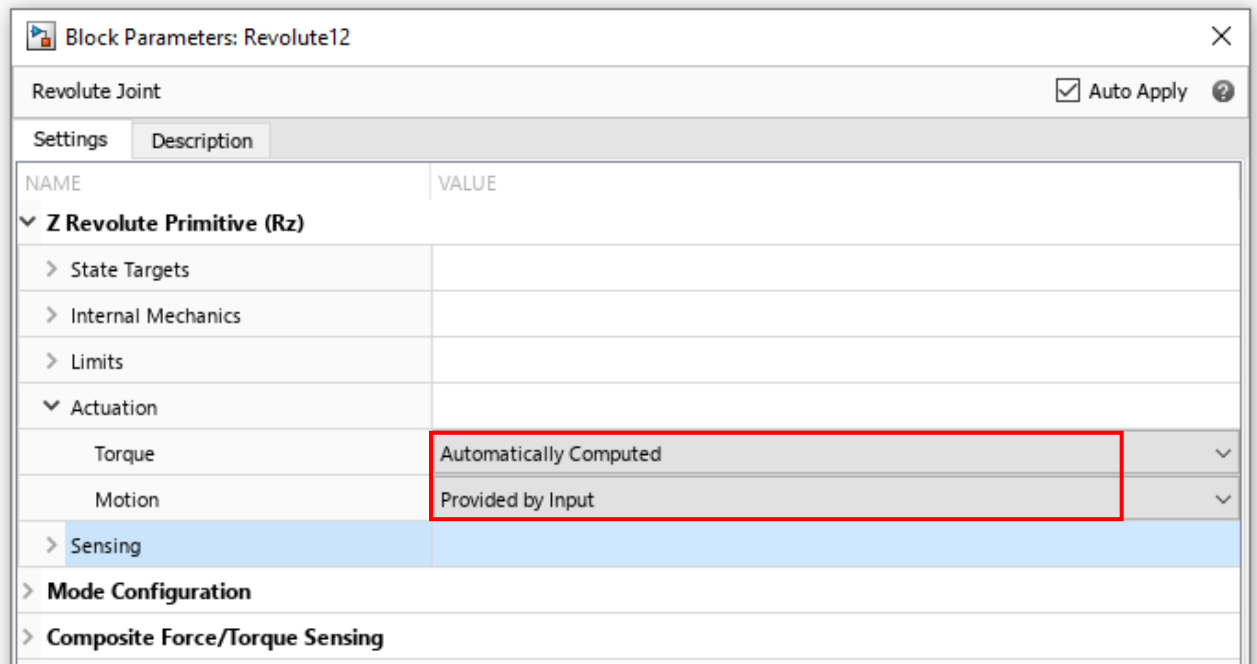 Block Parameters: Revolute12
Revolute Joint Auto Apply ?
Settings Description
NAME VALUE
Z Revolute Primitive (Rz)
State Targets
Internal Mechanics
Limits
Actuation
Torque Automatically Computed
Motion Provided by Input
Sensing
Mode Configuration
Composite Force/Torque Sensing